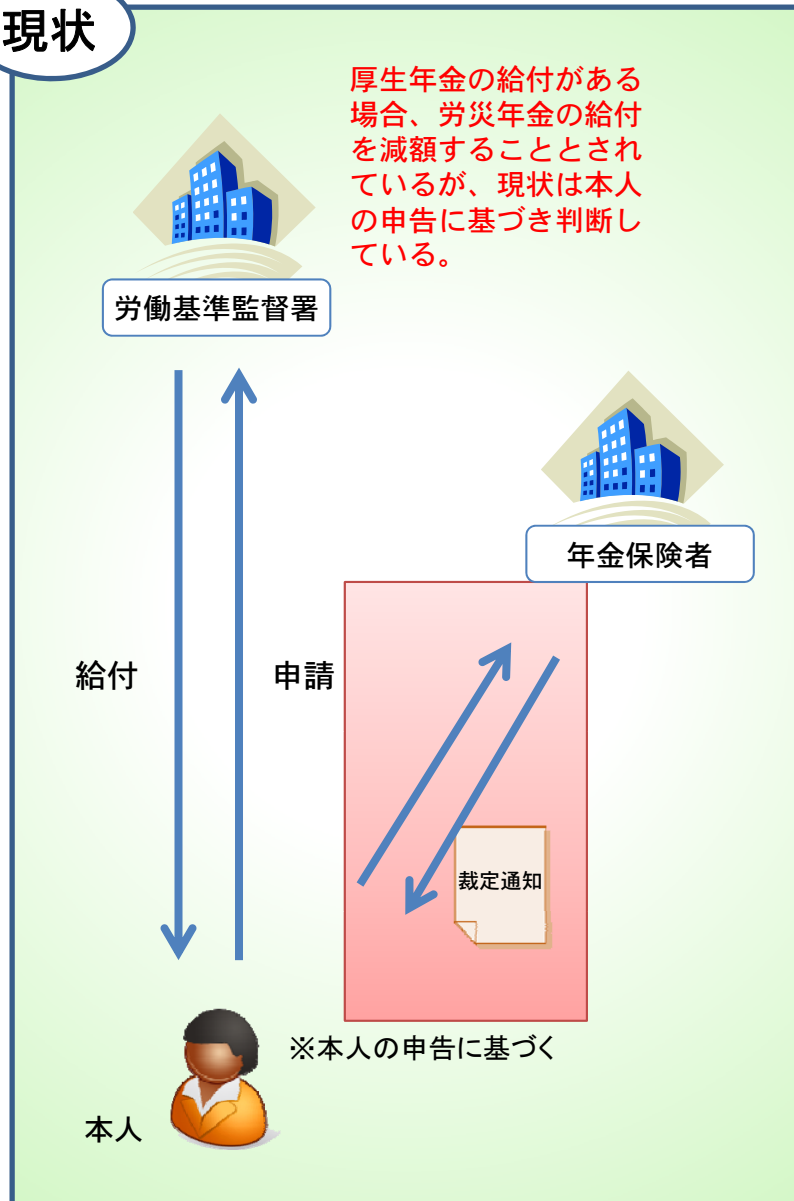 現状
厚生年金の給付がある
場合、労災年金の給付
を減額することとされ
ているが、現状は本人
の申告に基づき判断し
ている。
労働基準監督署
年金保険者
給付
申請
裁定通知
※本人の申告に基づく
本人